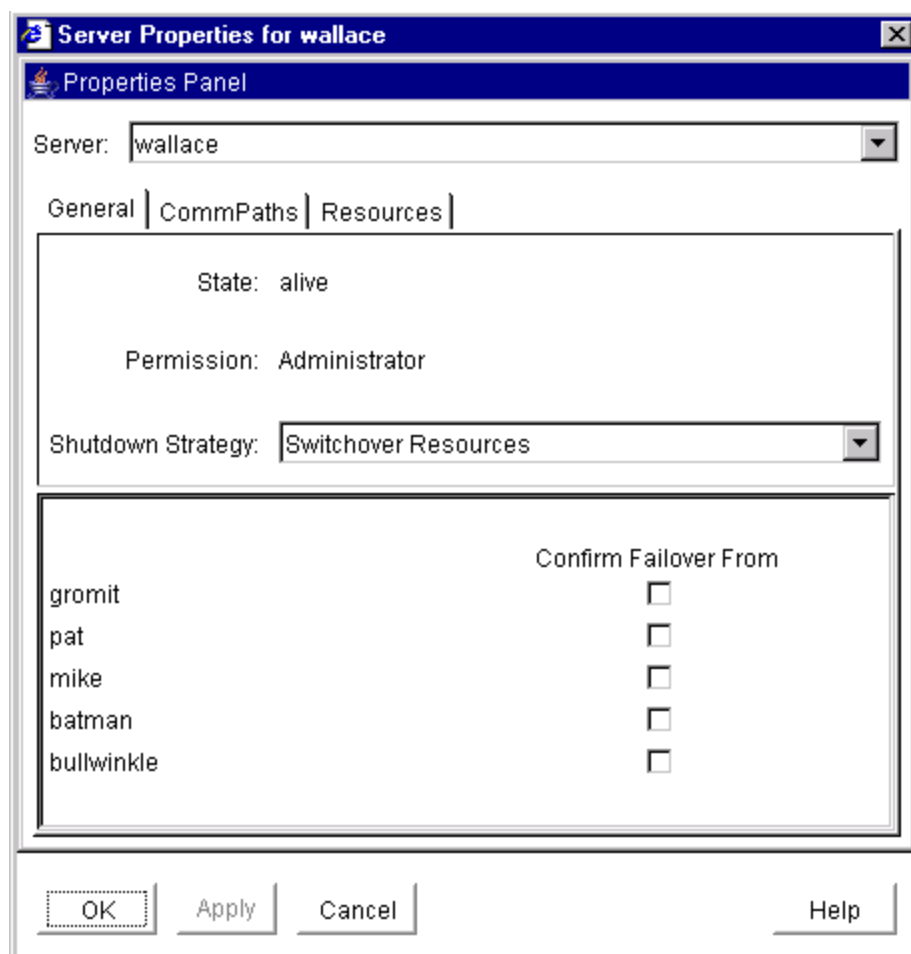 Server Properties for wallace
Properties Panel
Server: wallace
General CommPaths Resources
State: alive
Permission: Administrator
Shutdown Strategy: Switchover Resources
Confirm Failover From
gromit
pat
mike
batman
bullwinkle
OK Apply Cancel Help